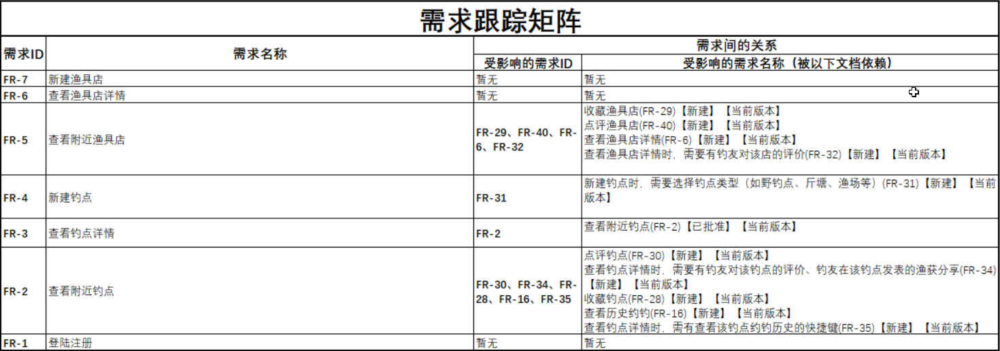 需求跟踪矩阵
需求ID
需求名称
需求间的关系
受影响的需求ID
受影响的需求名称（被以下文档依赖）
FR-7
新建渔具店
暂无
暂无
FR-6
查看渔具店详情
暂无
暂无
FR-5
查看附近渔具店
FR-29、FR-40、FR-
6、FR-32
收藏渔具店(FR-29)【新建】【当前版本】
点评渔具店(FR-40)【新建】【当前版本】
查看渔具店详情(FR-6)【新建】【当前版本】
查看渔具店详情时，需要有钓友对该店的评价(FR-32)【新建】【当前版本】
FR-4
新建钓点
FR-31
新建钓点时，需要选择钓点类型（如野钓点、斤塘、渔场等）(FR-31)【新建】【当前
版本】
FR-3
查看钓点详情
FR-2
查看附近钓点(FR-2)【已批准】【当前版本】
FR-2
查看附近钓点
FR-30、FR-34、FR-
28、FR-16、FR-35
点评钓点(FR-30)【新建】【当前版本】
查看钓点详情时，需要有钓友对该钓点的评价、钓友在该钓点发表的渔获分享(FR-34)
【新建】【当前版本】
收藏钓点(FR-28)【新建】【当前版本】
查看历史约钓(FR-16)【新建】【当前版本】
查看钓点详情时，需有查看该钓点约钓历史的快捷键(FR-35)【新建】【当前版本】
FR-1
登陆注册
暂无
暂无